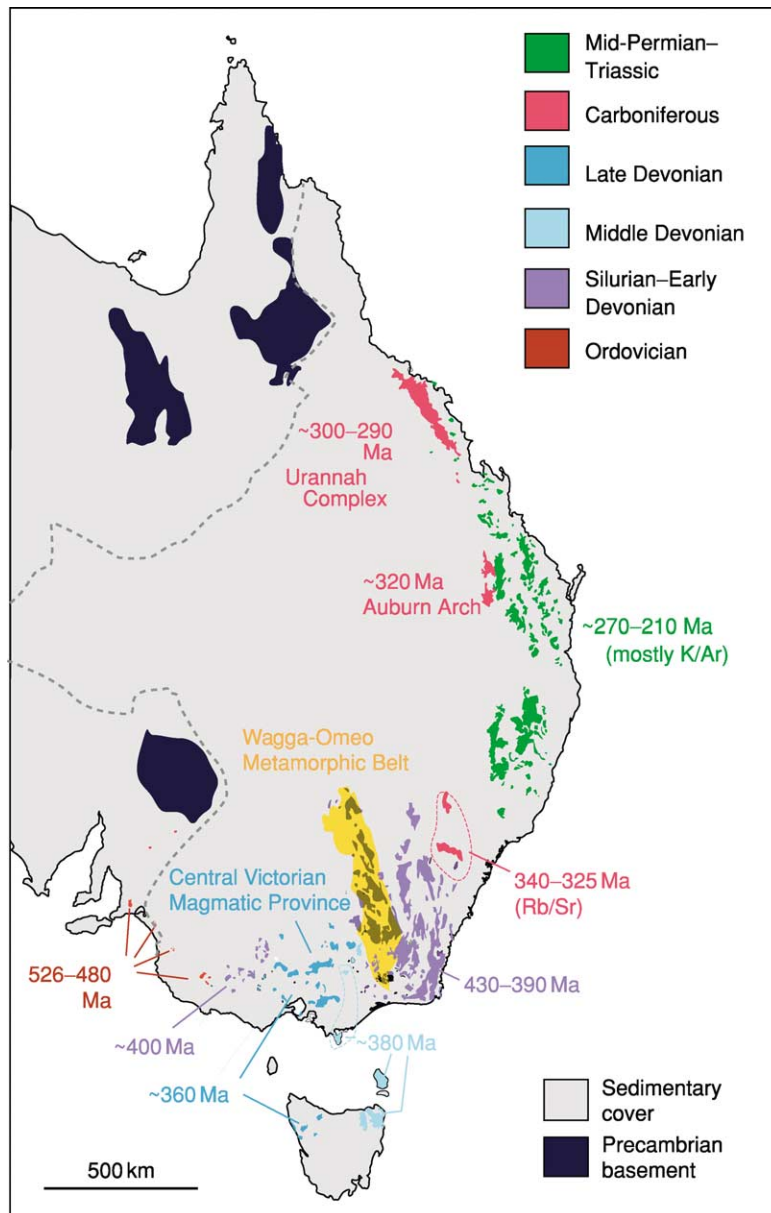 Mid-Permian–
Triassic
Carboniferous
Late Devonian
Middle Devonian
Silurian–Early
Devonian
Ordovician
~300–290
Ma
Urannah
Complex
~320 Ma
Auburn Arch
~270–210 Ma
(mostly K/Ar)
Wagga-Omeo
Metamorphic Belt
Central Victorian
Magmatic Province
340–325 Ma
(Rb/Sr)
526–480
Ma
430–390 Ma
~400 Ma
~380 Ma
~360 Ma
Sedimentary
cover
Precambrian
basement
500 km